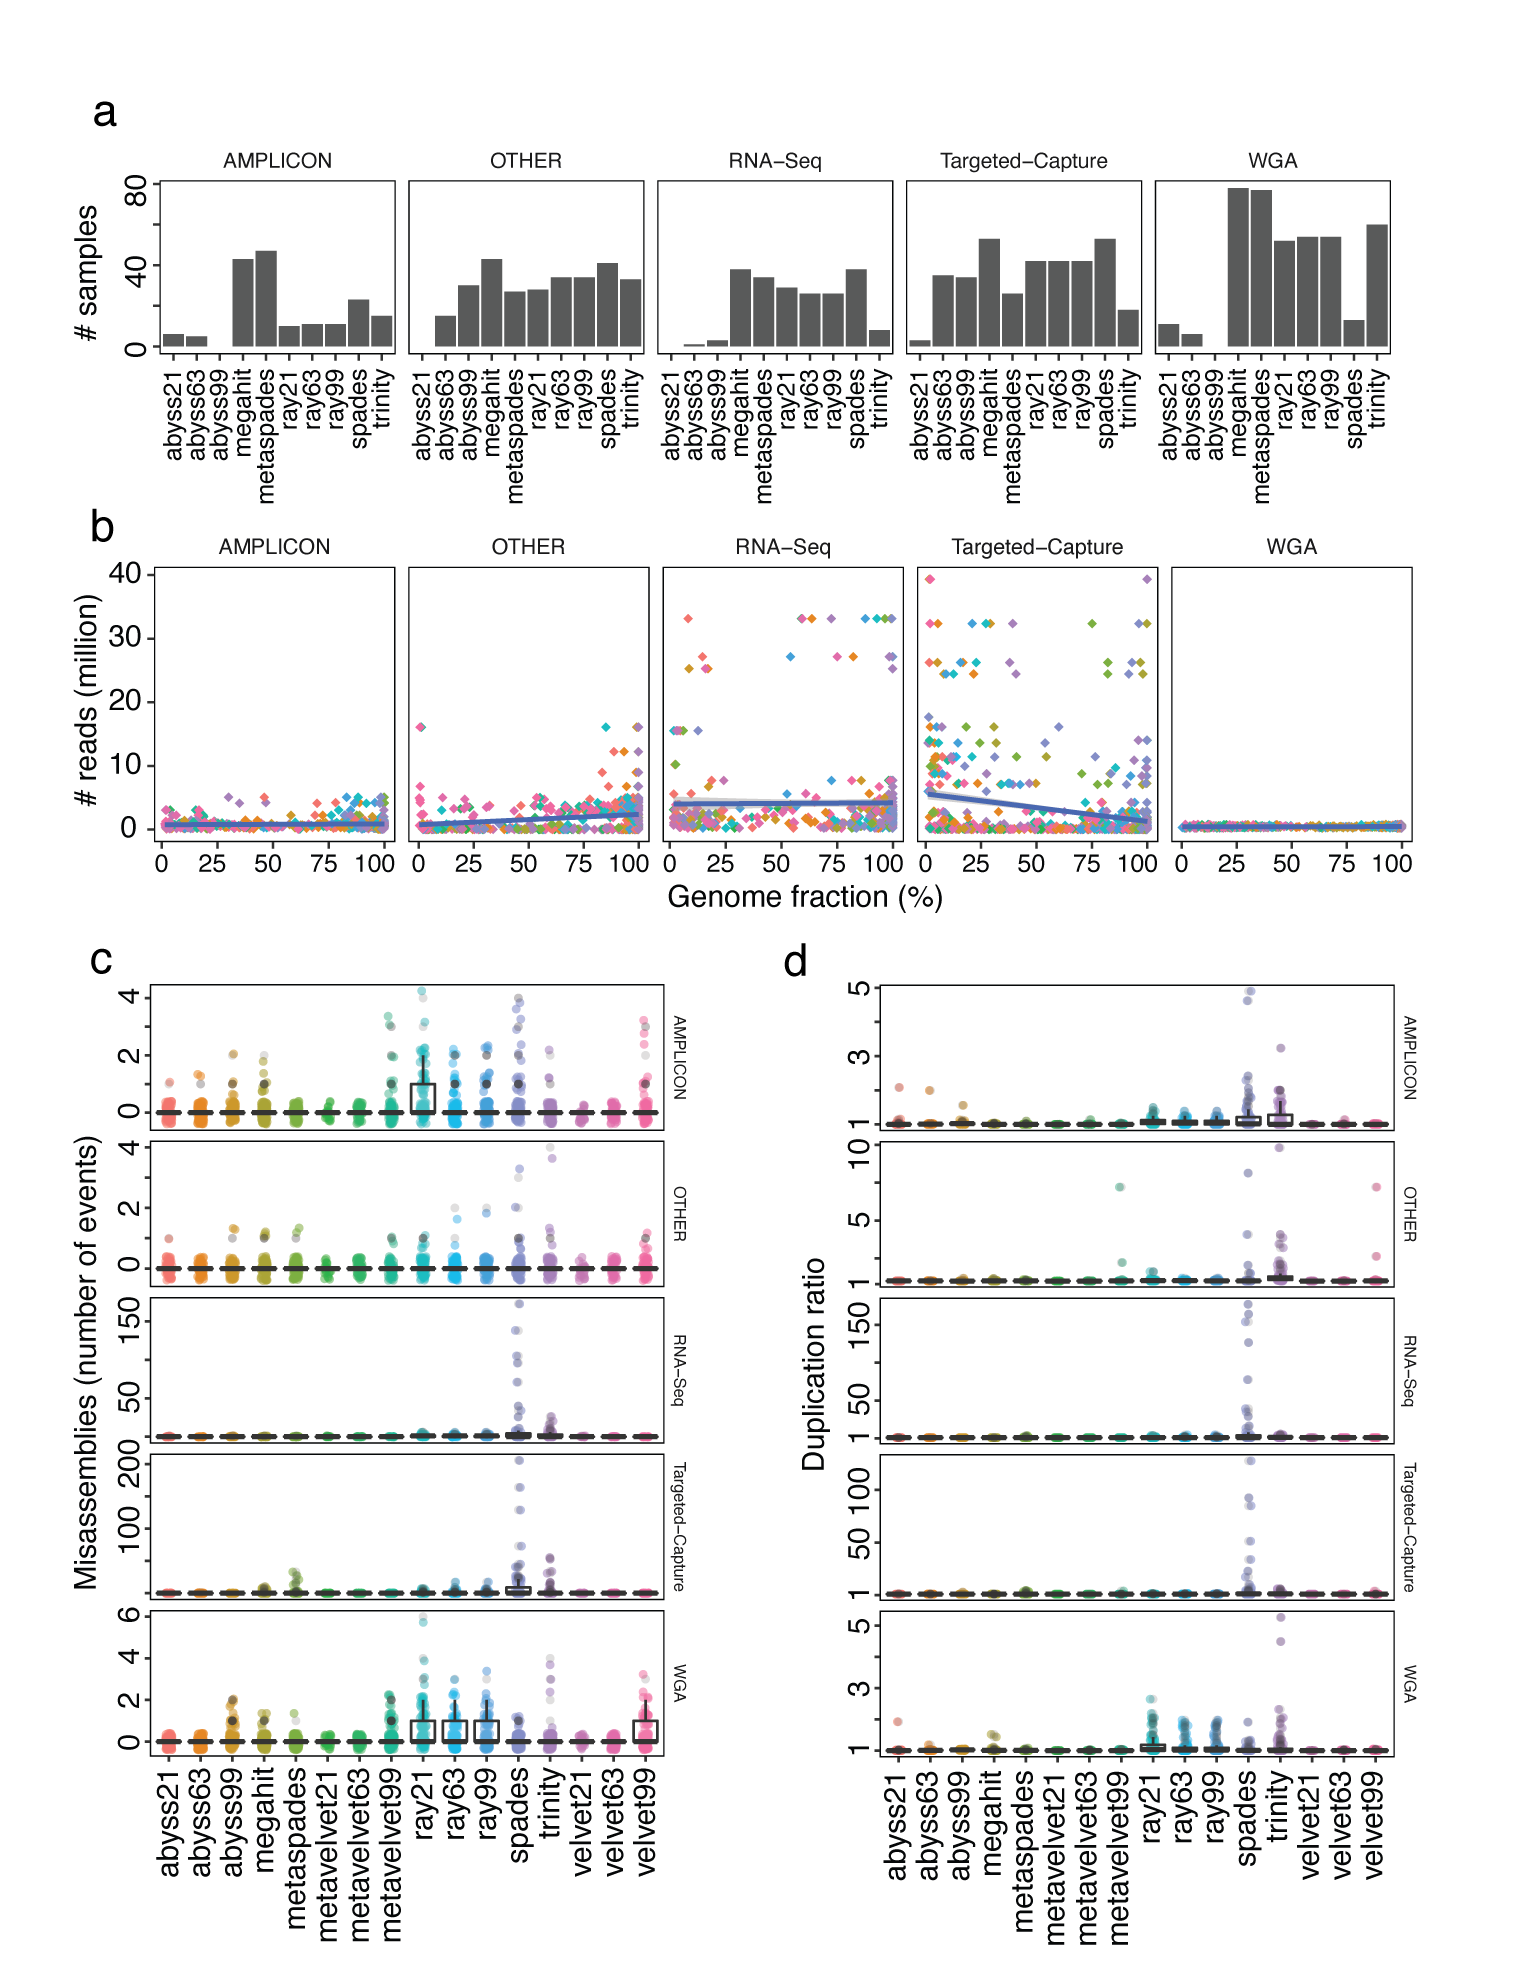 a
AMPLICON OTHER RNA−Seq Targeted−Capture WGA
# samples
80
40
0
abyss21 abyss63 abyss99 megahit metaspades ray21 ray63 ray99 spades trinity
abyss21 abyss63 abyss99 megahit metaspades ray21 ray63 ray99 spades trinity
abyss21 abyss63 abyss99 megahit metaspades ray21 ray63 ray99 spades trinity
abyss21 abyss63 abyss99 megahit metaspades ray21 ray63 ray99 spades trinity
abyss21 abyss63 abyss99 megahit metaspades ray21 ray63 ray99 spades trinity
b
AMPLICON OTHER RNA−Seq Targeted−Capture WGA
# reads (million)
40
30
20
10
0
0 25 50 75 100 0 25 50 75 100 0 25 50 75 100 0 25 50 75 100 0 25 50 75 100
Genome fraction (%)
c
Misassemblies (number of events)
4
2
0
AMPLICON
4
2
0
OTHER
150
50
0
RNA−Seq
200
100
0
Targeted−Capture
6
4
2
0
WGA
abyss21 abyss63 abyss99 megahit metaspades metavelvet21 metavelvet63 metavelvet99 ray21 ray63 ray99 spades trinity velvet21 velvet63 velvet99
d
Duplication ratio
5
3
1
AMPLICON
10
5
1
OTHER
150
50
1
RNA−Seq
100
50
1
Targeted−Capture
5
3
1
WGA
abyss21 abyss63 abyss99 megahit metaspades metavelvet21 metavelvet63 metavelvet99 ray21 ray63 ray99 spades trinity velvet21 velvet63 velvet99